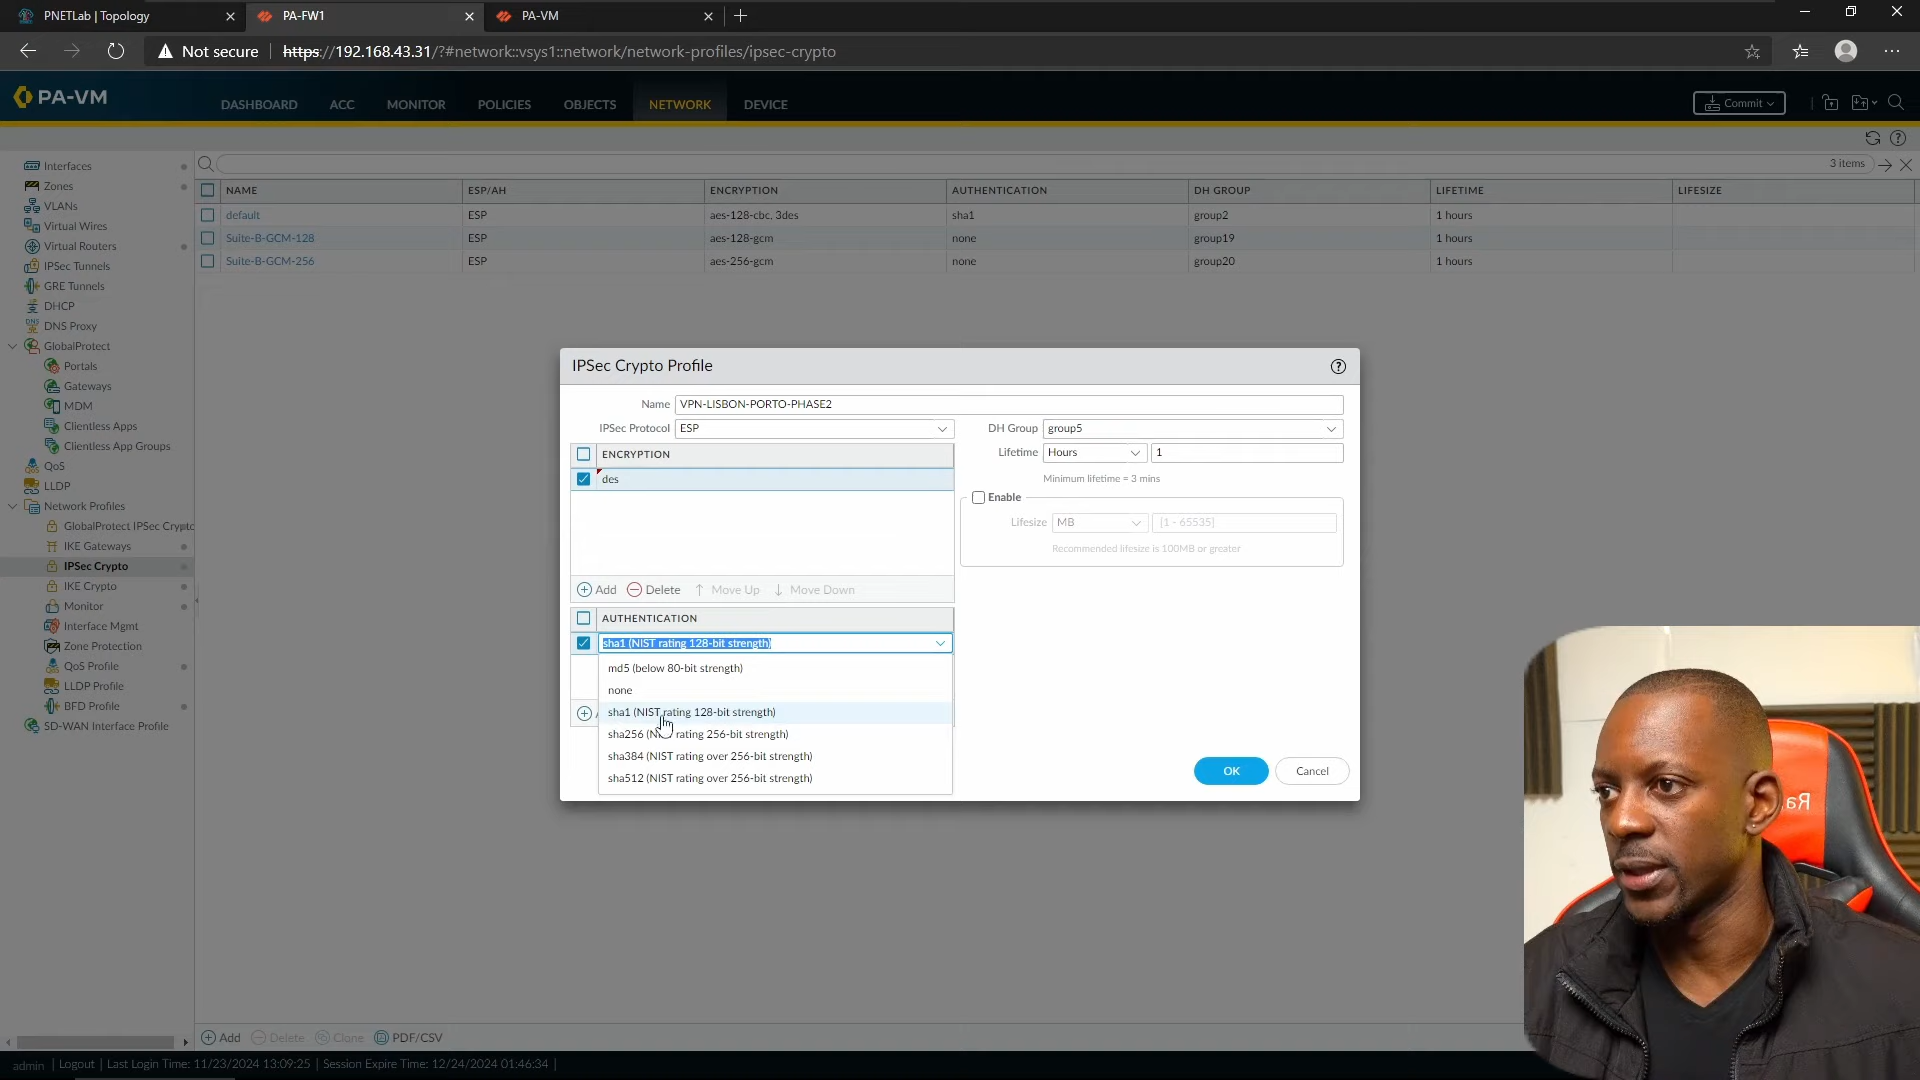 PNETLab | Topology
PA-FW1
PA-VM
Not secure
https://192.168.43.31/?#network::vsys1::network/network-profiles/ipsec-crypto
PA-VM
DASHBOARD
ACC
MONITOR
POLICIES
OBJECTS
NETWORK
DEVICE
Commit
3 items
Interfaces
Zones
VLANs
Virtual Wires
Virtual Routers
IPSec Tunnels
GRE Tunnels
DHCP
DNS Proxy
GlobalProtect
Portals
Gateways
MDM
Clientless Apps
Clientless App Groups
QoS
LLDP
Network Profiles
GlobalProtect IPSec Crypto
IKE Gateways
IPSec Crypto
IKE Crypto
Monitor
Interface Mgmt
Zone Protection
QoS Profile
LLDP Profile
BFD Profile
SD-WAN Interface Profile
NAME ESP/AH ENCRYPTION AUTHENTICATION DH GROUP LIFETIME LIFESIZE
default ESP aes-128-cbc, 3des sha1 group2 1 hours
Suite-B-GCM-128 ESP aes-128-gcm none group19 1 hours
Suite-B-GCM-256 ESP aes-256-gcm none group20 1 hours
IPSec Crypto Profile
Name VPN-LISBON-PORTO-PHASE2
IPSec Protocol ESP
DH Group group5
Lifetime Hours 1
Minimum lifetime = 3 mins
Enable
Lifesize MB [1 - 65535]
Recommended lifesize is 100MB or greater
ENCRYPTION
des
Add Delete Move Up Move Down
AUTHENTICATION
sha1 (NIST rating 128-bit strength)
md5 (below 80-bit strength)
none
sha1 (NIST rating 128-bit strength)
sha256 (NIST rating 256-bit strength)
sha384 (NIST rating over 256-bit strength)
sha512 (NIST rating over 256-bit strength)
OK
Cancel
Add Delete Clone PDF/CSV
admin | Logout | Last Login Time: 11/23/2024 13:09:25 | Session Expire Time: 12/24/2024 01:46:34 |